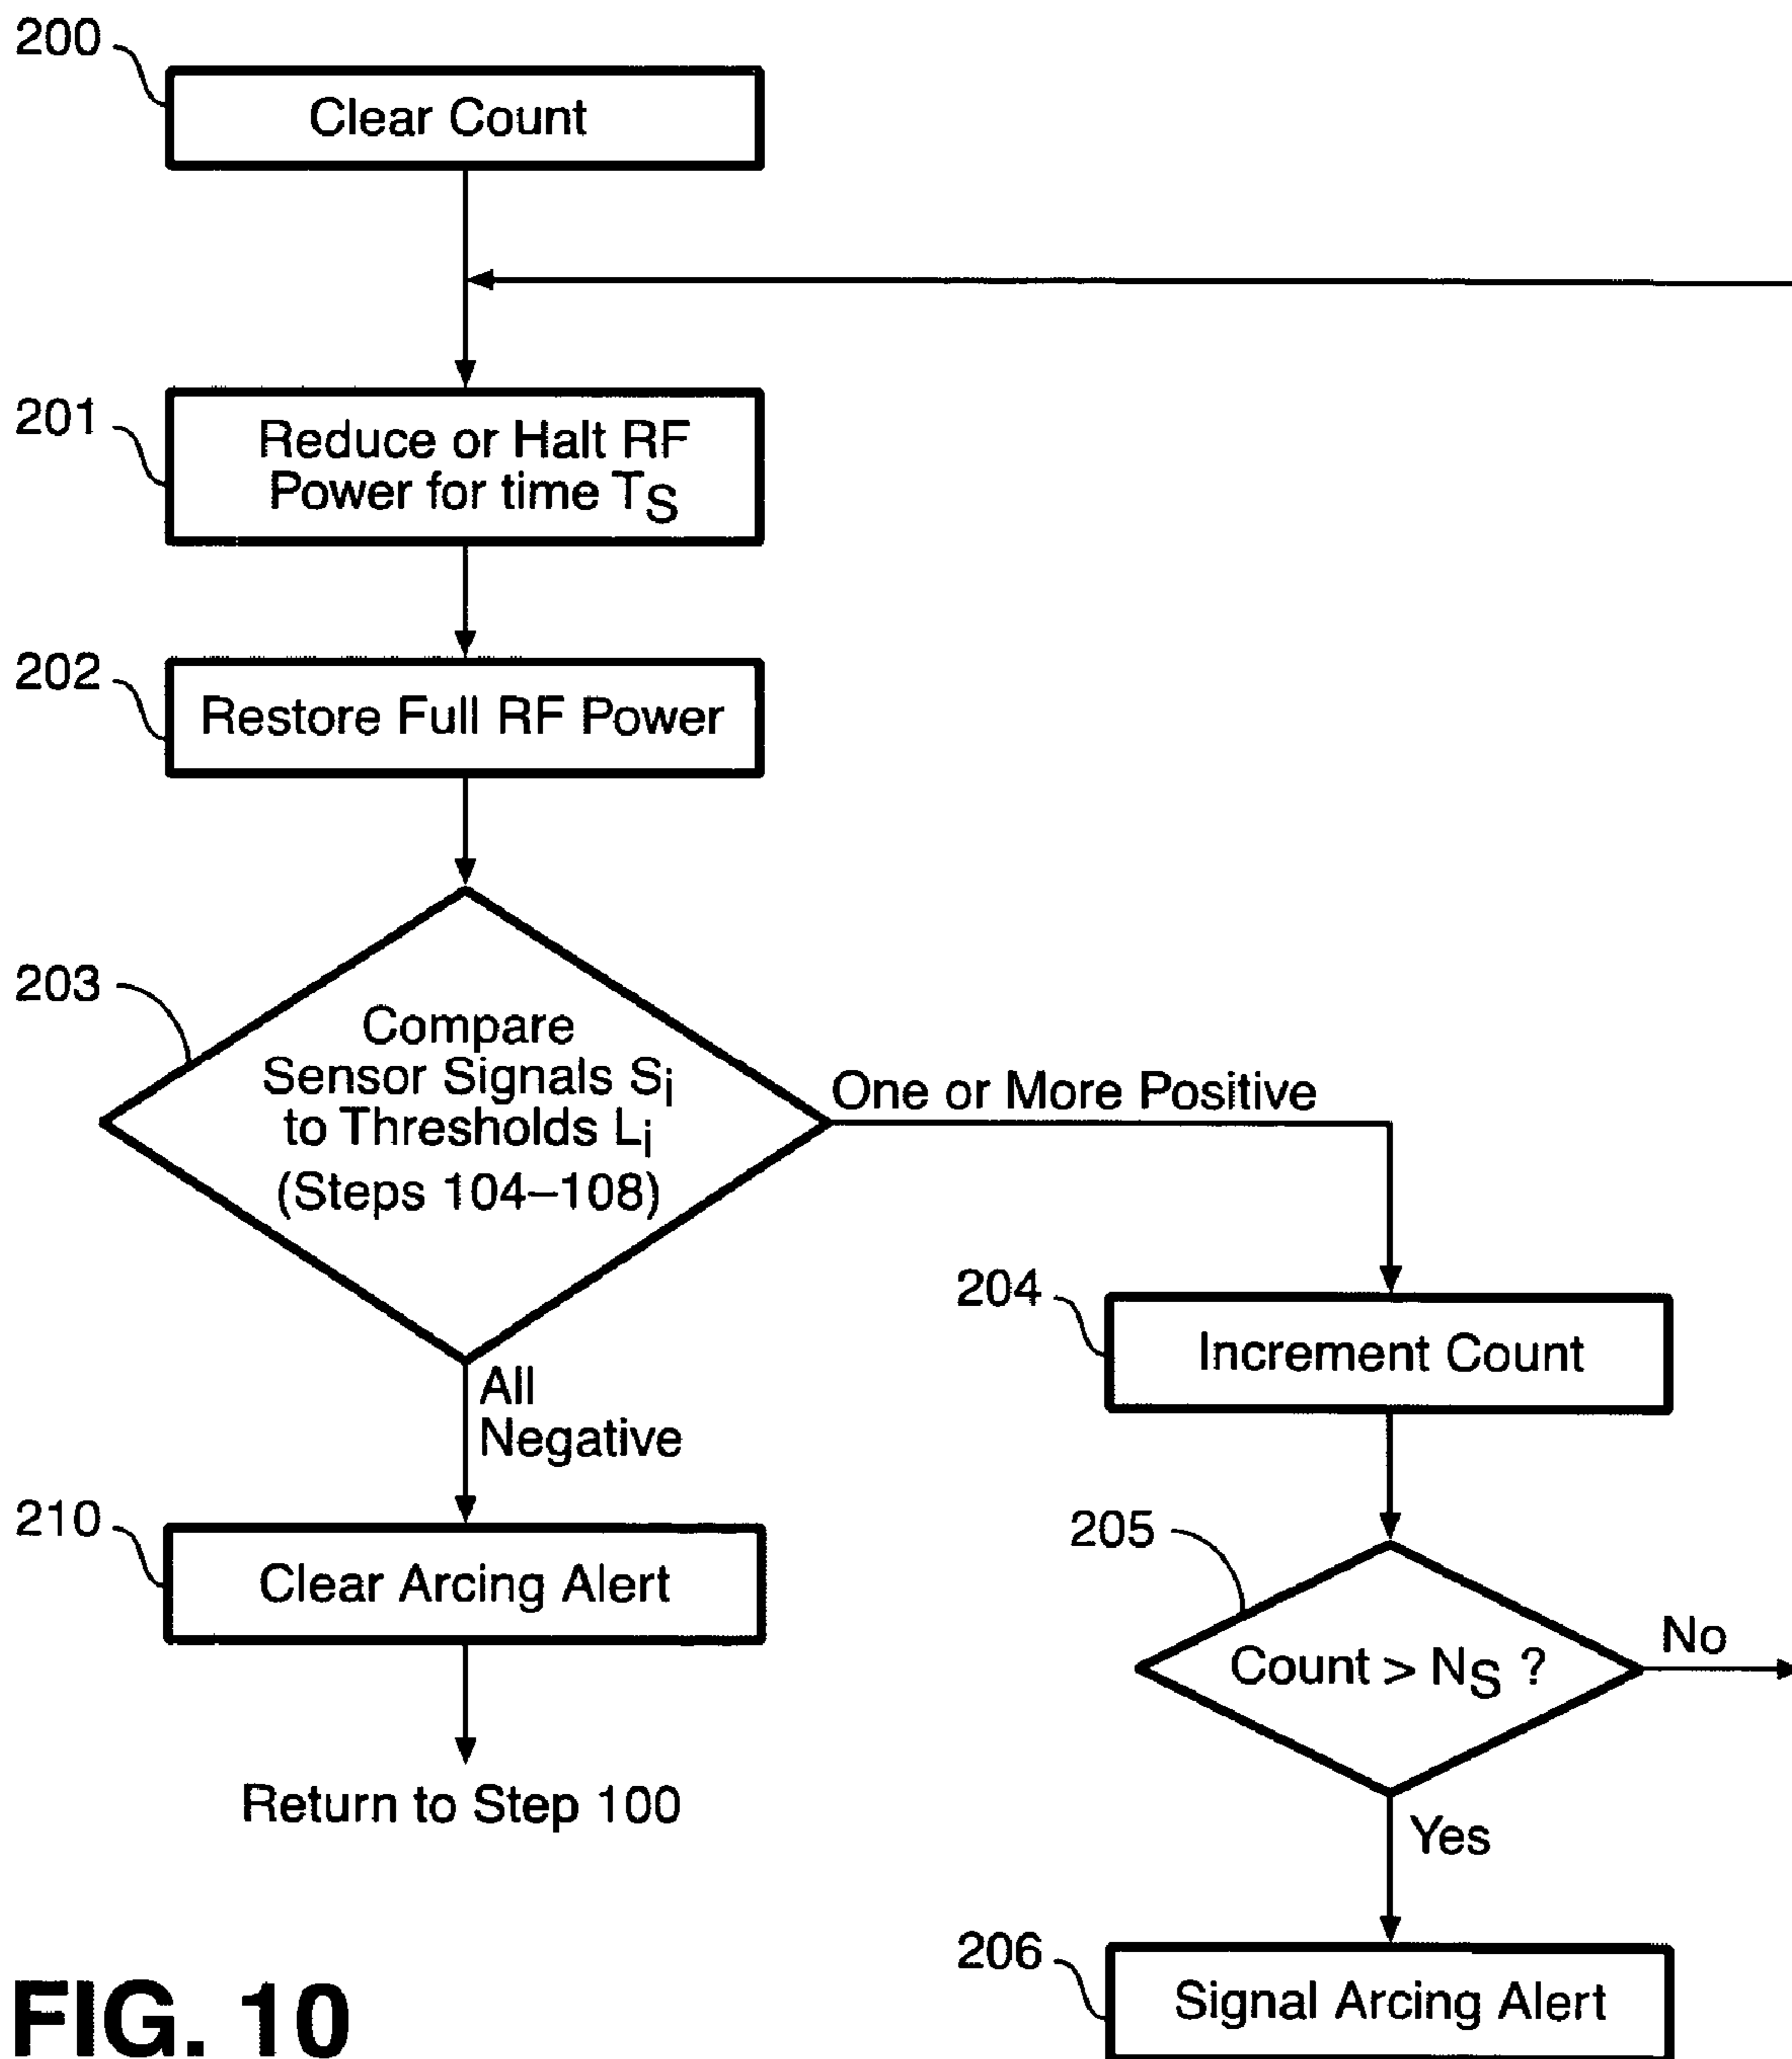 200
Clear Count
201
Reduce or Halt RF
Power for time TS
202
Restore Full RF Power
203
Compare
Sensor Signals Si
to Thresholds Li
(Steps 104–108)
One or More Positive
All
Negative
204
Increment Count
210
Clear Arcing Alert
205
Count > NS ?
No
Return to Step 100
Yes
206
Signal Arcing Alert
FIG. 10